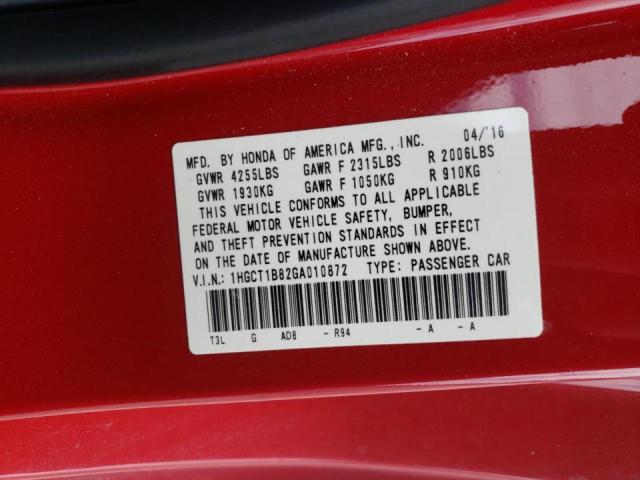 MFD. BY HONDA OF AMERICA MFG., INC. 04/'16
GVWR 4255LBS GAWR F 2315LBS R 2006LBS
GVWR 1930KG GAWR F 1050KG R 910KG
THIS VEHICLE CONFORMS TO ALL APPLICABLE
FEDERAL MOTOR VEHICLE SAFETY, BUMPER,
AND THEFT PREVENTION STANDARDS IN EFFECT
ON THE DATE OF MANUFACTURE SHOWN ABOVE.
V.I.N.: 1HGCT1B82GA010872 TYPE: PASSENGER CAR
T3L G AD8 - R94 - A - A